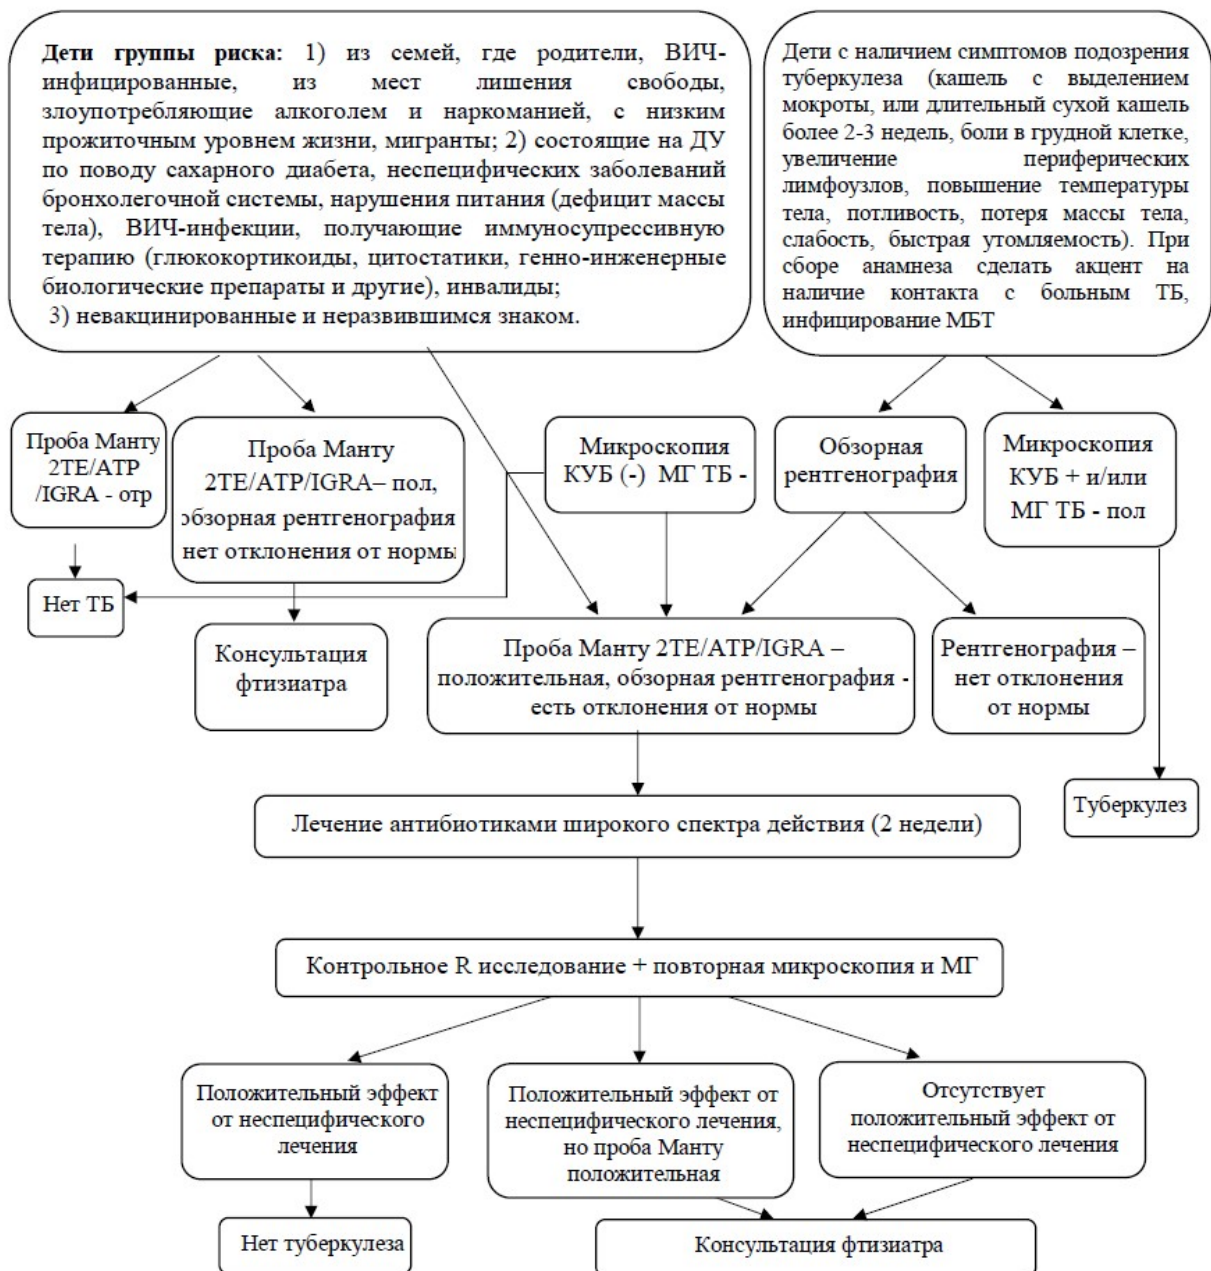 Дети группы риска: 1) из семей, где родители, ВИЧ-
инфицированные, из мест лишения свободы,
злоупотребляющие алкоголем и наркоманией, с низким
прожиточным уровнем жизни, мигранты; 2) состоящие на ДУ
по поводу сахарного диабета, неспецифических заболеваний
бронхолегочной системы, нарушения питания (дефицит массы
тела), ВИЧ-инфекции, получающие иммуносупрессивную
терапию (глюкокортикоиды, цитостатики, генно-инженерные
биологические препараты и другие), инвалиды;
3) невакцинированные и неразвившимся знаком.
Дети с наличием симптомов подозрения
туберкулеза (кашель с выделением
мокроты, или длительный сухой кашель
более 2-3 недель, боли в грудной клетке,
увеличение периферических
лимфоузлов, повышение температуры
тела, потливость, потеря массы тела,
слабость, быстрая утомляемость). При
сборе анамнеза сделать акцент на
наличие контакта с больным ТБ,
инфицирование МБТ
Проба Манту
2ТЕ/АТР
/IGRA - отр
Проба Манту
2ТЕ/АТР/IGRA– пол,
обзорная рентгенография
нет отклонения от нормы
Микроскопия
КУБ (-) МГ ТБ -
Обзорная
рентгенография
Микроскопия
КУБ + и/или
МГ ТБ - пол
Нет ТБ
Консультация
фтизиатра
Проба Манту 2ТЕ/АТР/IGRA –
положительная, обзорная рентгенография -
есть отклонения от нормы
Рентгенография –
нет отклонения
от нормы
Туберкулез
Лечение антибиотиками широкого спектра действия (2 недели)
Контрольное R исследование + повторная микроскопия и МГ
Положительный эффект
от неспецифического
лечения
Положительный эффект от
неспецифического лечения,
но проба Манту
положительная
Отсутствует
положительный эффект от
неспецифического лечения
Нет туберкулеза
Консультация фтизиатра